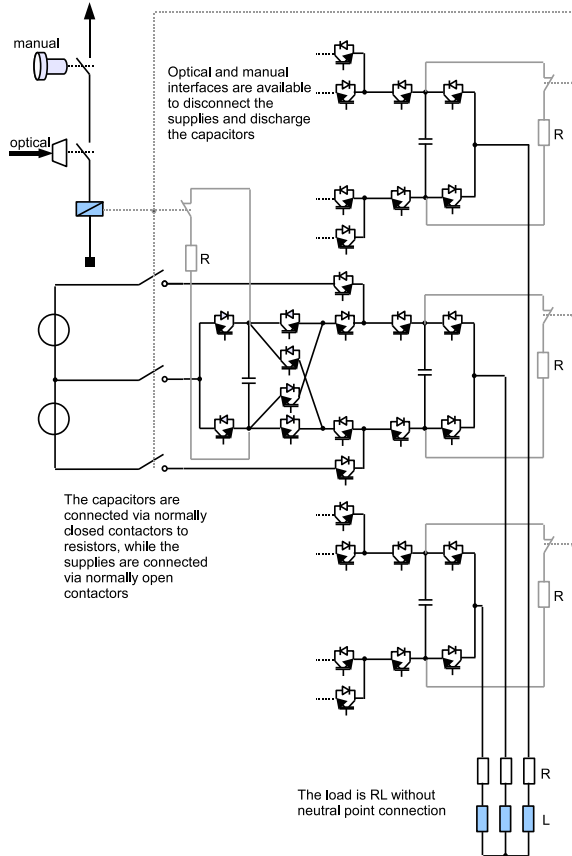 manual
Optical and manual
interfaces are available
to disconnect the
supplies and discharge
the capacitors
optical
R
R
R
The capacitors are
connected via normally
closed contactors to
resistors, while the
supplies are connected
via normally open
contactors
R
The load is RL without
neutral point connection
R
L